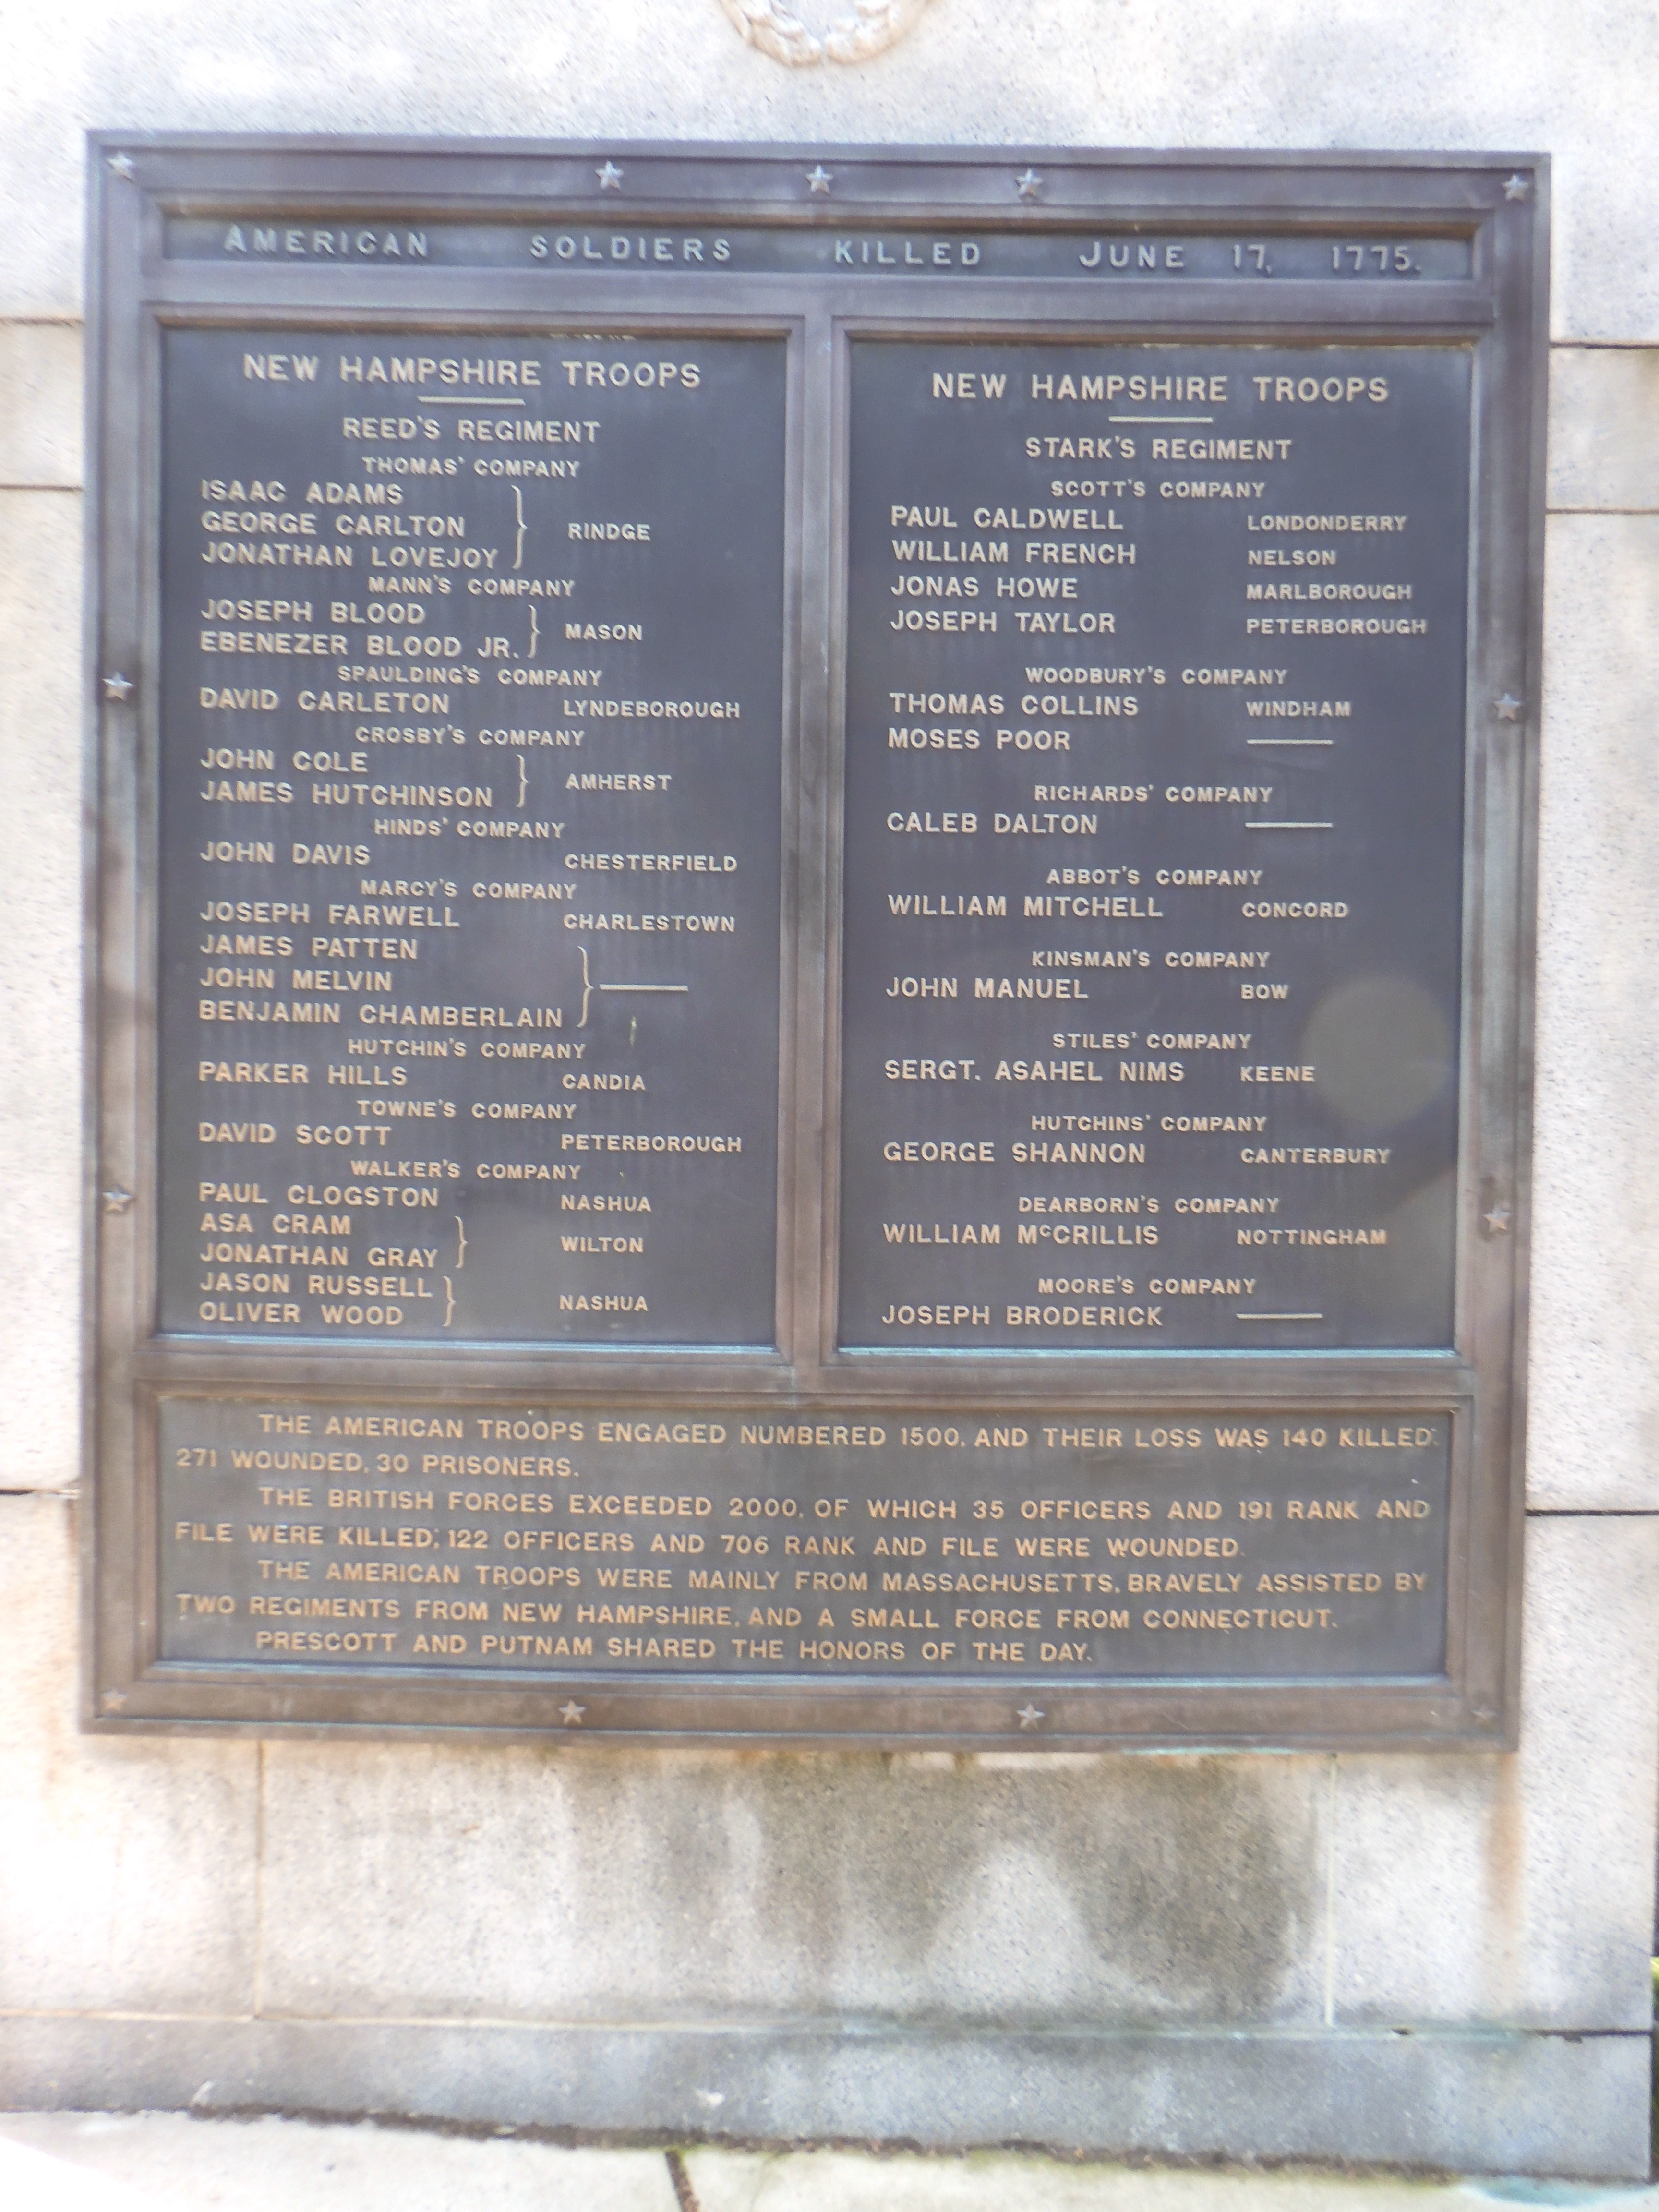 AMERICAN SOLDIERS KILLED JUNE 17, 1775.
NEW HAMPSHIRE TROOPS
REED'S REGIMENT
THOMAS' COMPANY
ISAAC ADAMS
GEORGE CARLTON RINDGE
JONATHAN LOVEJOY
MANN'S COMPANY
JOSEPH BLOOD
MASON
EBENEZER BLOOD JR.
SPAULDING'S COMPANY
DAVID CARLETON LYNDEBOROUGH
CROSBY'S COMPANY
JOHN COLE
AMHERST
JAMES HUTCHINSON
HINDS' COMPANY
JOHN DAVIS CHESTERFIELD
MARCY'S COMPANY
JOSEPH FARWELL CHARLESTOWN
JAMES PATTEN
JOHN MELVIN
BENJAMIN CHAMBERLAIN
HUTCHIN'S COMPANY
PARKER HILLS CANDIA
TOWNE'S COMPANY
DAVID SCOTT PETERBOROUGH
WALKER'S COMPANY
PAUL CLOGSTON NASHUA
ASA CRAM
WILTON
JONATHAN GRAY
JASON RUSSELL
NASHUA
OLIVER WOOD
NEW HAMPSHIRE TROOPS
STARK'S REGIMENT
SCOTT'S COMPANY
PAUL CALDWELL LONDONDERRY
WILLIAM FRENCH NELSON
JONAS HOWE MARLBOROUGH
JOSEPH TAYLOR PETERBOROUGH
WOODBURY'S COMPANY
THOMAS COLLINS WINDHAM
MOSES POOR
RICHARDS' COMPANY
CALEB DALTON
ABBOT'S COMPANY
WILLIAM MITCHELL CONCORD
KINSMAN'S COMPANY
JOHN MANUEL BOW
STILES' COMPANY
SERGT. ASAHEL NIMS KEENE
HUTCHINS' COMPANY
GEORGE SHANNON CANTERBURY
DEARBORN'S COMPANY
WILLIAM McCRILLIS NOTTINGHAM
MOORE'S COMPANY
JOSEPH BRODERICK
THE AMERICAN TROOPS ENGAGED NUMBERED 1500, AND THEIR LOSS WAS 140 KILLED;
271 WOUNDED, 30 PRISONERS.
THE BRITISH FORCES EXCEEDED 2000, OF WHICH 35 OFFICERS AND 191 RANK AND
FILE WERE KILLED; 122 OFFICERS AND 706 RANK AND FILE WERE WOUNDED.
THE AMERICAN TROOPS WERE MAINLY FROM MASSACHUSETTS, BRAVELY ASSISTED BY
TWO REGIMENTS FROM NEW HAMPSHIRE, AND A SMALL FORCE FROM CONNECTICUT.
PRESCOTT AND PUTNAM SHARED THE HONORS OF THE DAY.